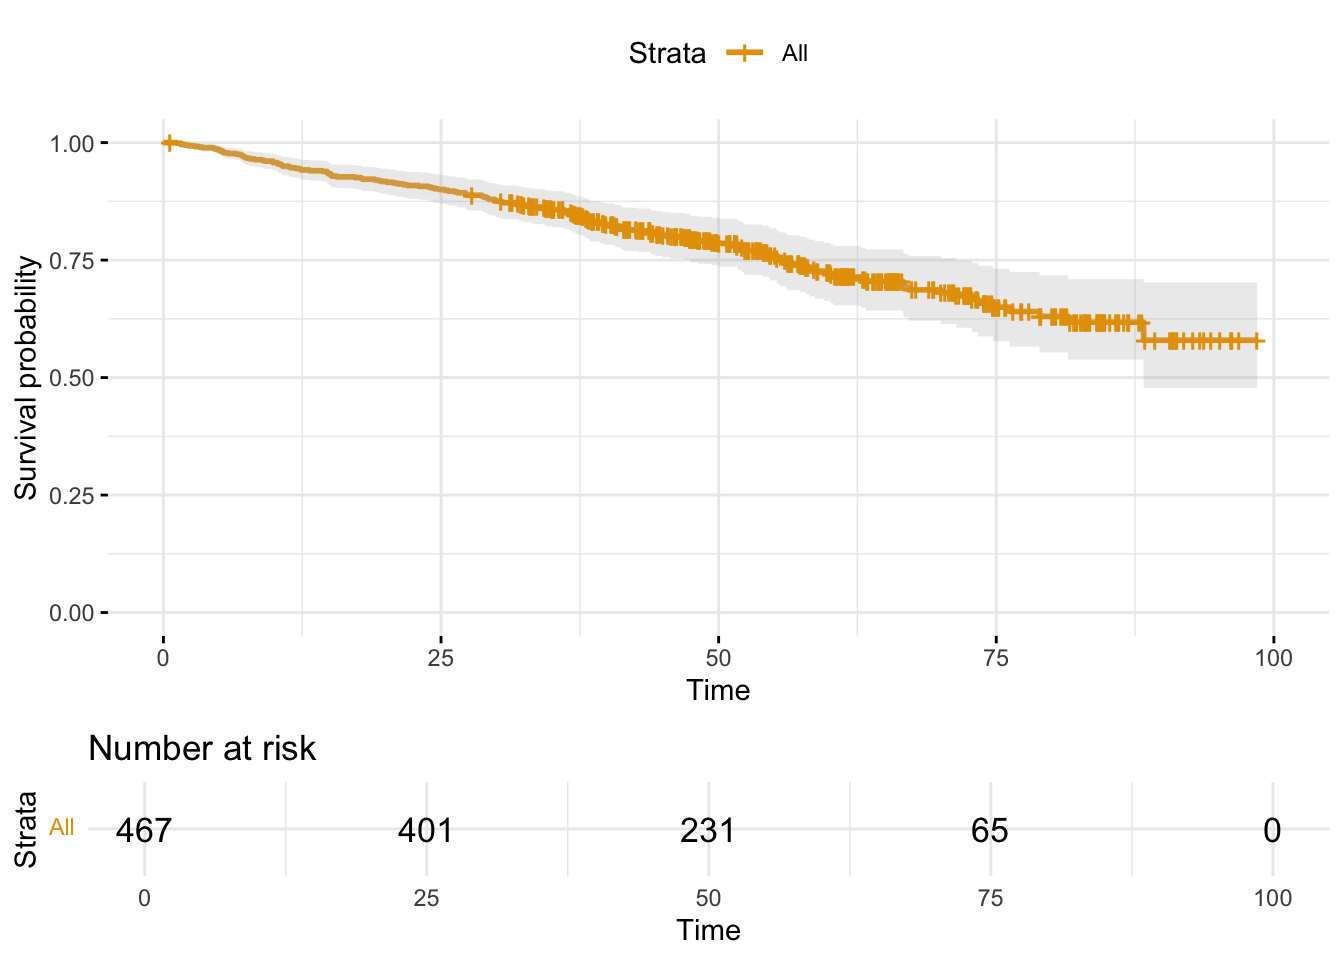 Strata All
1.00
0.75
0.50
0.25
0.00
Survival probability
0 25 50 75 100
Time
Number at risk
Strata
All 467 401 231 65 0
0 25 50 75 100
Time